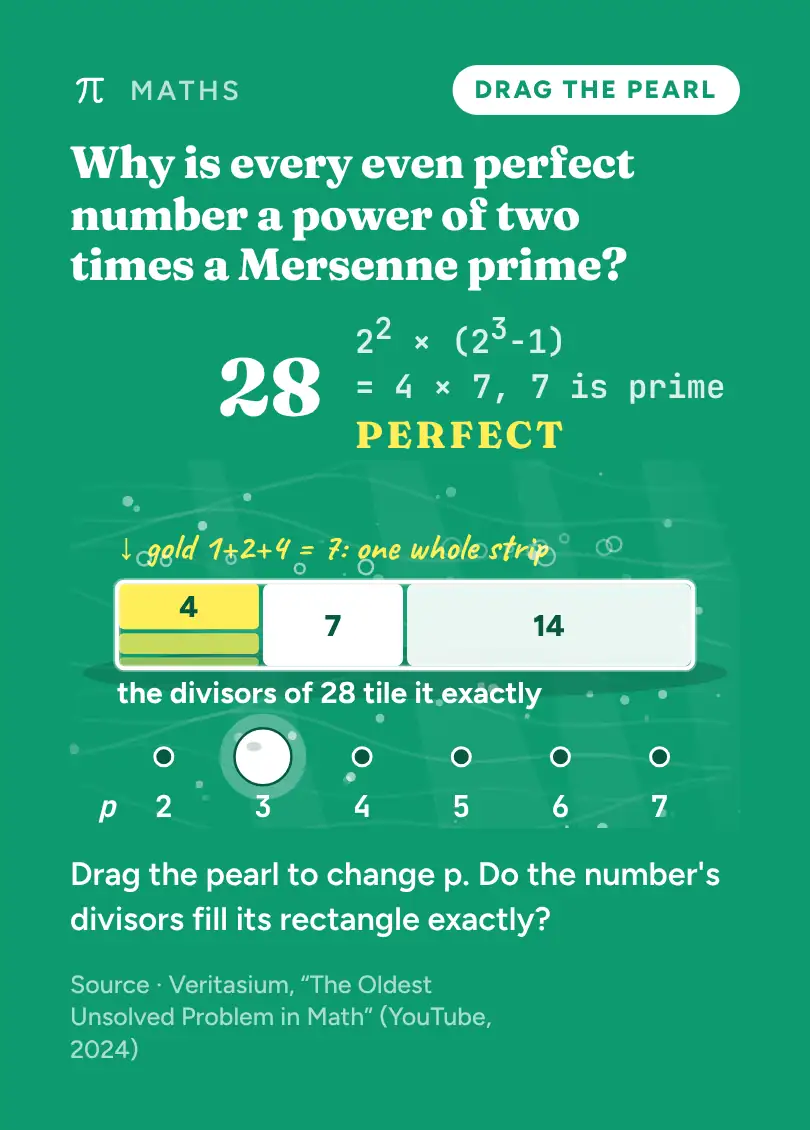 π MATHS
DRAG THE PEARL
Why is every even perfect
number a power of two
times a Mersenne prime?
28
2² × (2³-1)
= 4 × 7, 7 is prime
PERFECT
↓ gold 1+2+4 = 7: one whole strip
4
7
14
the divisors of 28 tile it exactly
p 2 3 4 5 6 7
Drag the pearl to change p. Do the number's
divisors fill its rectangle exactly?
Source · Veritasium, “The Oldest
Unsolved Problem in Math” (YouTube,
2024)